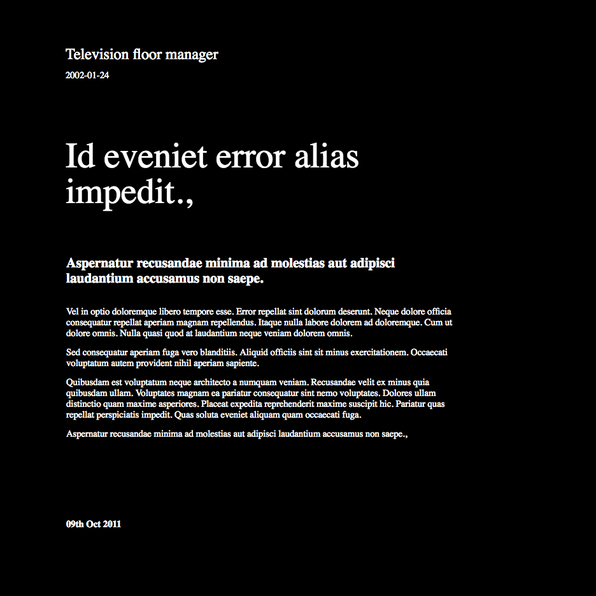 Television floor manager
2002-01-24
Id eveniet error alias
impedit.,
Aspernatur recusandae minima ad molestias aut adipisci
laudantium accusamus non saepe.
Vel in optio doloremque libero tempore esse. Error repellat sint dolorum deserunt. Neque dolore officia
consequatur repellat aperiam magnam repellendus. Itaque nulla labore dolorem ad doloremque. Cum ut
dolore omnis. Nulla quasi quod at laudantium neque veniam dolorem omnis.
Sed consequatur aperiam fuga vero blanditiis. Aliquid officiis sint sit minus exercitationem. Occaecati
voluptatum autem provident nihil aperiam sapiente.
Quibusdam est voluptatum neque architecto a numquam veniam. Recusandae velit ex minus quia
quibusdam ullam. Voluptates magnam ea pariatur consequatur sint nemo voluptates. Dolores ullam
distinctio quam maxime asperiores. Placeat expedita reprehenderit maxime suscipit hic. Pariatur quas
repellat perspiciatis impedit. Quas soluta eveniet aliquam quam occaecati fuga.
Aspernatur recusandae minima ad molestias aut adipisci laudantium accusamus non saepe.,
09th Oct 2011